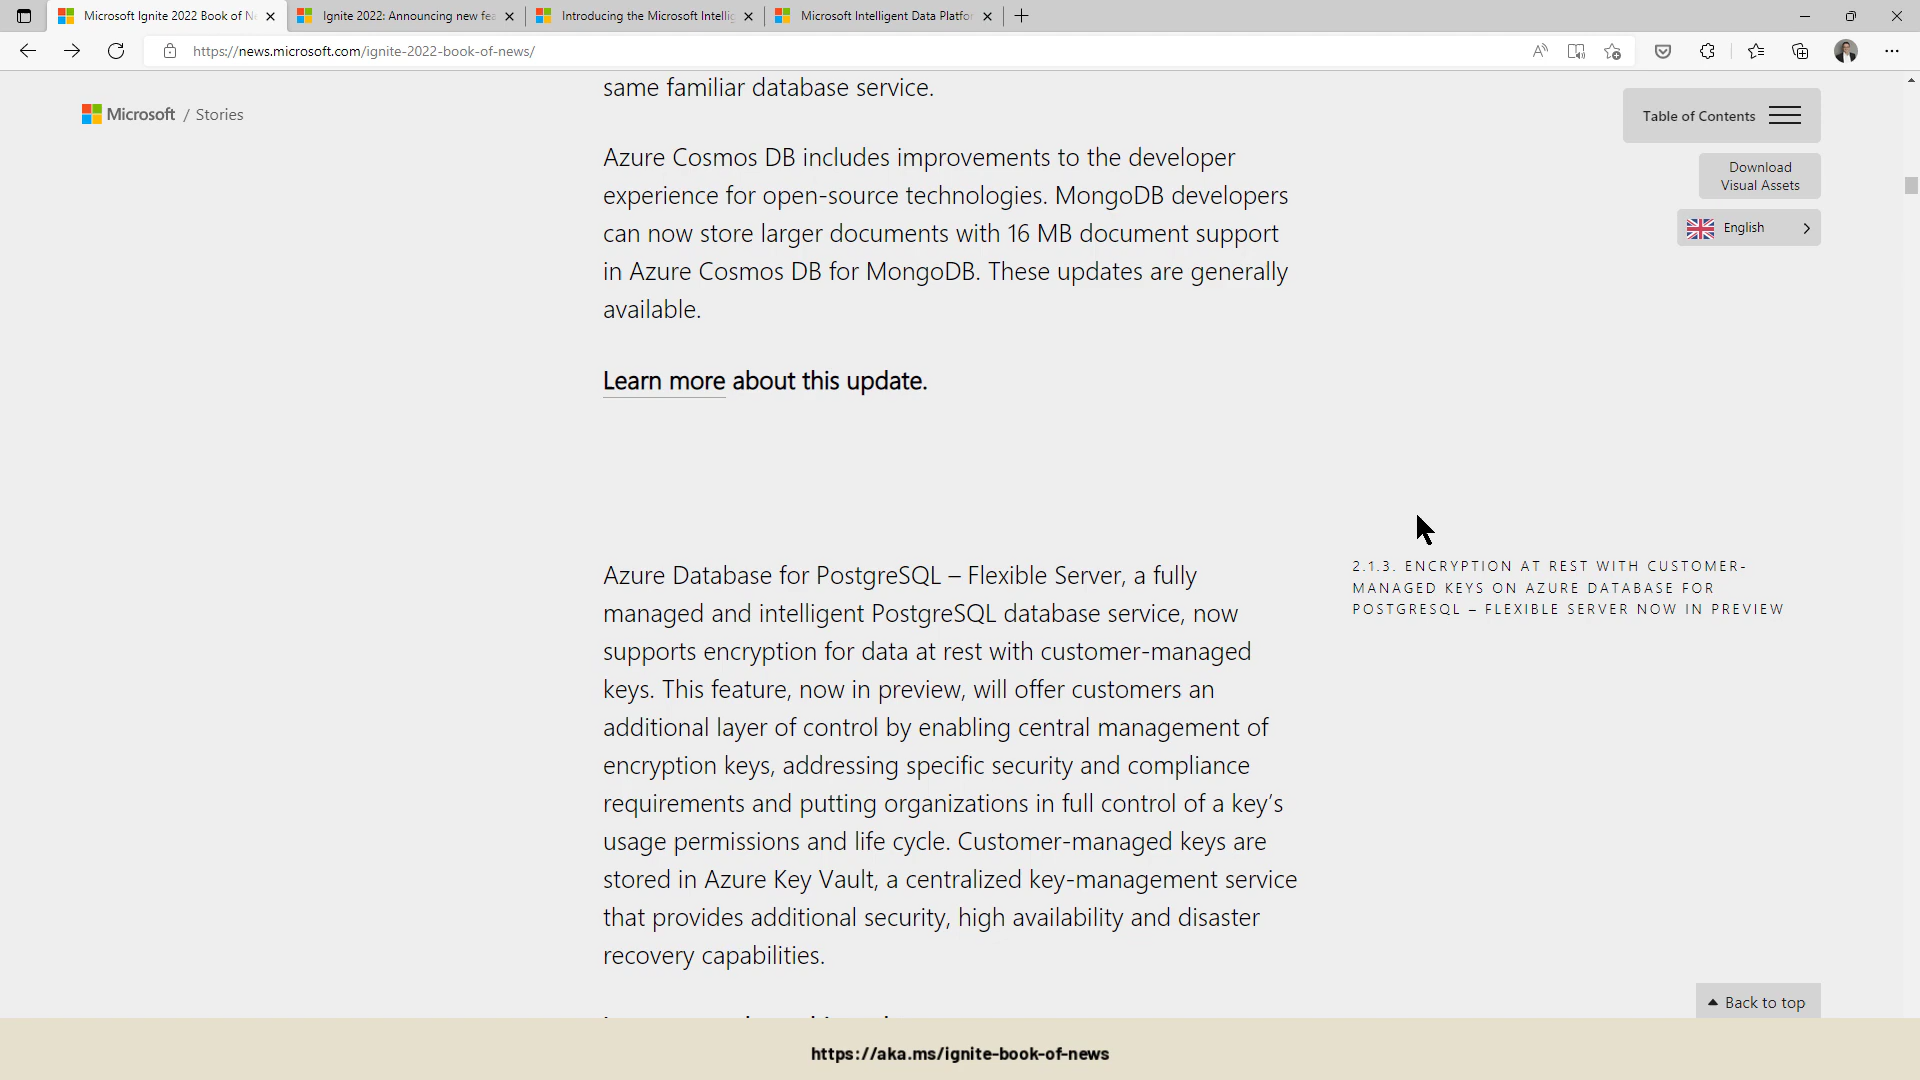 Microsoft Ignite 2022 Book of Ne
Ignite 2022: Announcing new fea
Introducing the Microsoft Intellig
Microsoft Intelligent Data Platfor
https://news.microsoft.com/ignite-2022-book-of-news/
same familiar database service.
Microsoft / Stories
Table of Contents
Download
Visual Assets
English
Azure Cosmos DB includes improvements to the developer
experience for open-source technologies. MongoDB developers
can now store larger documents with 16 MB document support
in Azure Cosmos DB for MongoDB. These updates are generally
available.
Learn more about this update.
2.1.3. ENCRYPTION AT REST WITH CUSTOMER-
MANAGED KEYS ON AZURE DATABASE FOR
POSTGRESQL – FLEXIBLE SERVER NOW IN PREVIEW
Azure Database for PostgreSQL – Flexible Server, a fully
managed and intelligent PostgreSQL database service, now
supports encryption for data at rest with customer-managed
keys. This feature, now in preview, will offer customers an
additional layer of control by enabling central management of
encryption keys, addressing specific security and compliance
requirements and putting organizations in full control of a key’s
usage permissions and life cycle. Customer-managed keys are
stored in Azure Key Vault, a centralized key-management service
that provides additional security, high availability and disaster
recovery capabilities.
Back to top
https://aka.ms/ignite-book-of-news